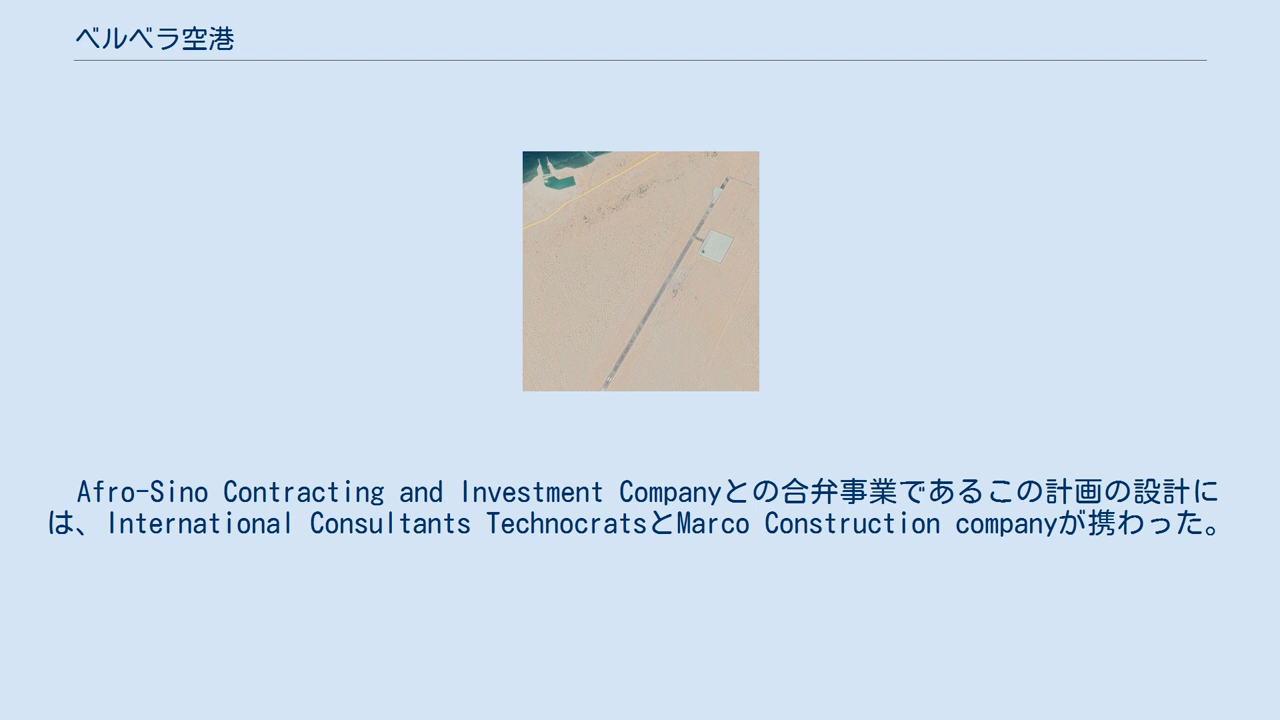 ベルベラ空港
Afro-Sino Contracting and Investment Companyとの合弁事業であるこの計画の設計に
は、International Consultants TechnocratsとMarco Construction companyが携わった。